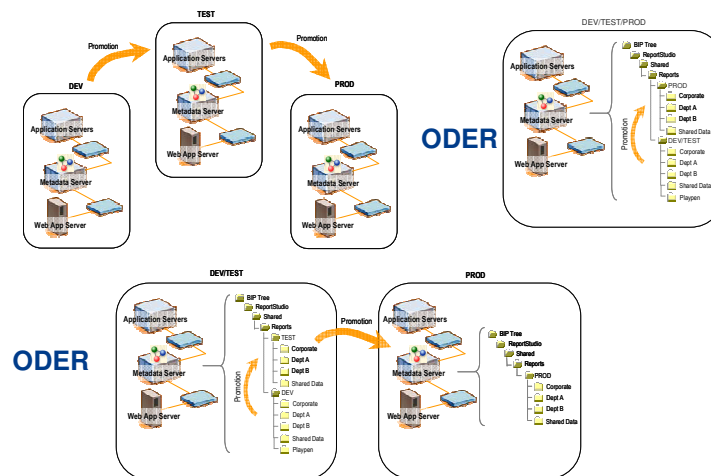 TEST
Promotion
Promotion
Application Servers
Metadata Server
Web App Server
DEV
Application Servers
Metadata Server
Web App Server
PROD
Application Servers
Metadata Server
Web App Server
ODER
DEV/TEST/PROD
Application Servers
Metadata Server
Web App Server
BIP Tree
ReportStudio
Shared
Reports
PROD
Corporate
Dept A
Dept B
Shared Data
DEV/TEST
Corporate
Dept A
Dept B
Shared Data
Playpen
Promotion
ODER
DEV/TEST
Application Servers
Metadata Server
Web App Server
BIP Tree
ReportStudio
Shared
Reports
TEST
Corporate
Dept A
Dept B
Shared Data
DEV
Corporate
Dept A
Dept B
Shared Data
Playpen
Promotion
Promotion
PROD
Application Servers
Metadata Server
Web App Server
BIP Tree
ReportStudio
Shared
Reports
PROD
Corporate
Dept A
Dept B
Shared Data